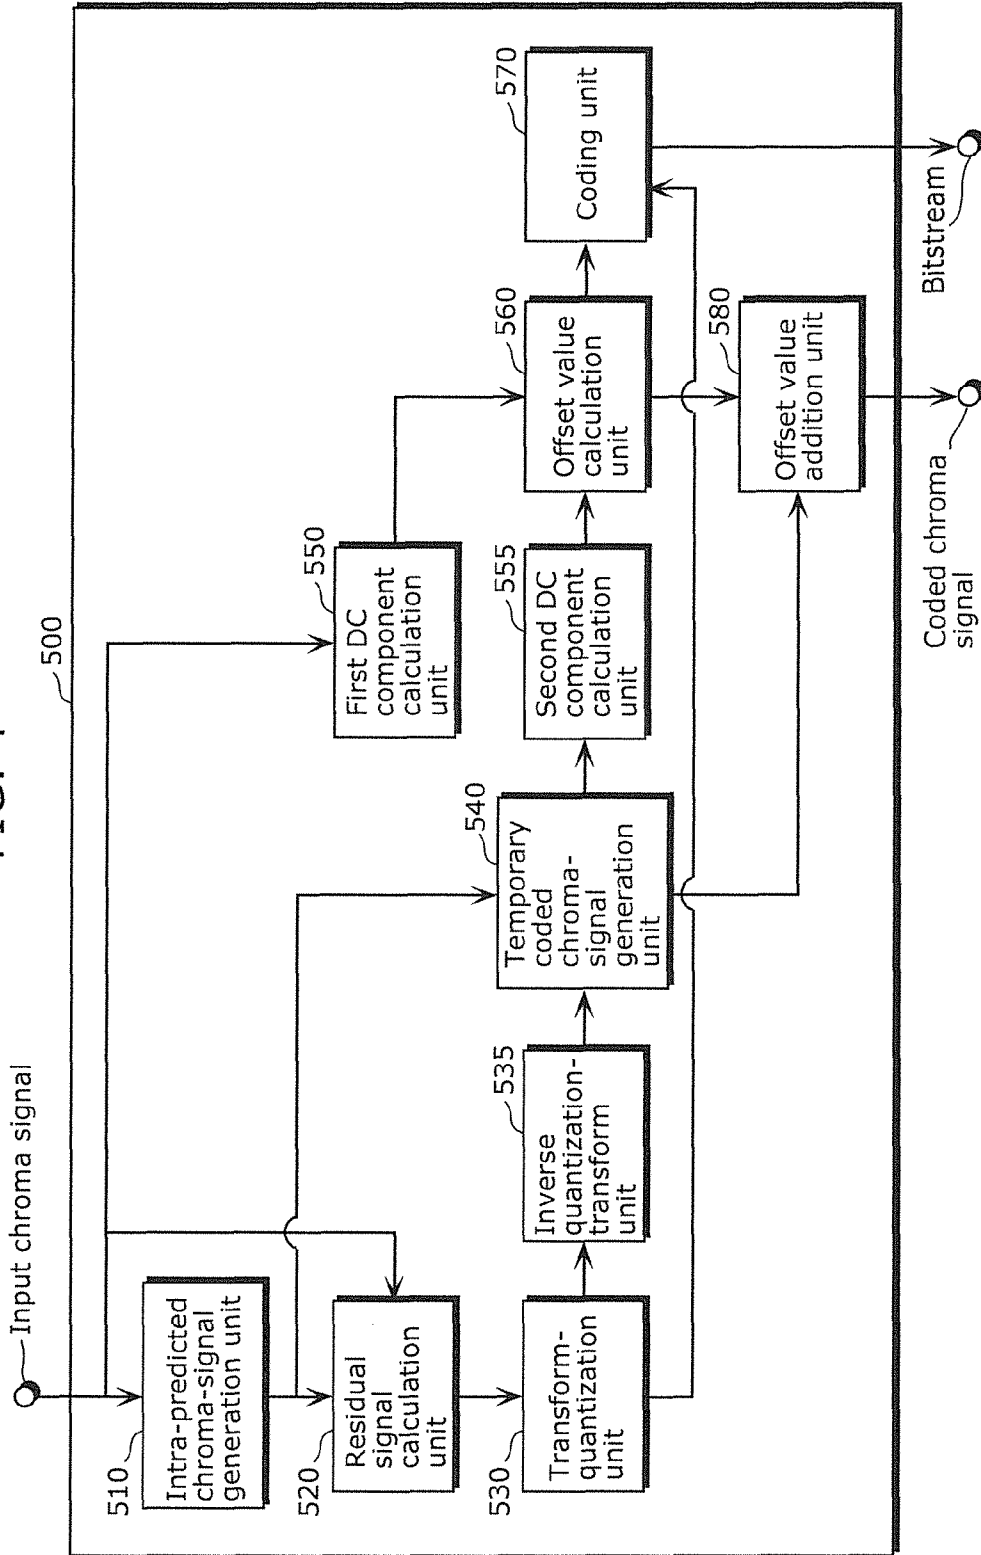 500
Input chroma signal
510
Intra-predicted
chroma-signal
generation unit
520
Residual
signal
calculation
unit
530
Transform-
quantization
unit
535
Inverse
quantization-
transform
unit
540
Temporary
coded
chroma-
signal
generation
unit
550
First DC
component
calculation
unit
555
Second DC
component
calculation
unit
560
Offset value
calculation
unit
570
Coding unit
580
Offset value
addition unit
Coded chroma
signal
Bitstream